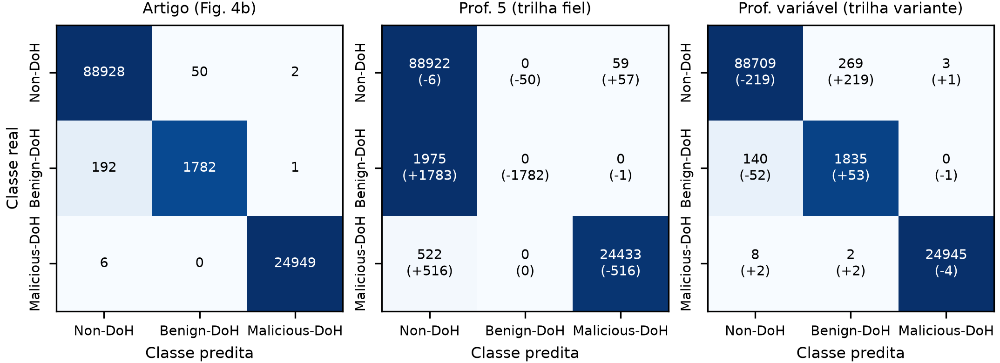 Artigo (Fig. 4b)
Classe real
Non-DoH
Benign-DoH
Malicious-DoH
88928 50 2
192 1782 1
6 0 24949
Non-DoH Benign-DoH Malicious-DoH
Classe predita
Prof. 5 (trilha fiel)
Non-DoH
Benign-DoH
Malicious-DoH
88922 0 59
(-6) (-50) (+57)
1975 0 0
(+1783) (-1782) (-1)
522 0 24433
(+516) (0) (-516)
Non-DoH Benign-DoH Malicious-DoH
Classe predita
Prof. variável (trilha variante)
Non-DoH
Benign-DoH
Malicious-DoH
88709 269 3
(-219) (+219) (+1)
140 1835 0
(-52) (+53) (-1)
8 2 24945
(+2) (+2) (-4)
Non-DoH Benign-DoH Malicious-DoH
Classe predita